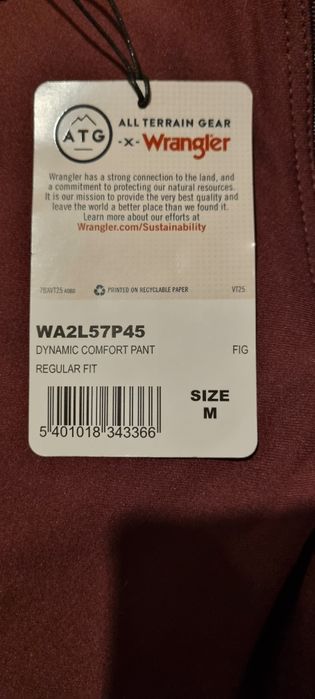 ATG
ALL TERRAIN GEAR
-X- Wrangler
Wrangler has a strong connection to the land, and
a commitment to protecting our natural resources.
It is our mission to provide the very best quality and
leave the world a better place than we found it.
Learn more about our efforts at
Wrangler.com/Sustainability
PRINTED ON RECYCLABLE PAPER VT25
WA2L57P45
DYNAMIC COMFORT PANT FIG
REGULAR FIT
SIZE
M
5 401018 343366